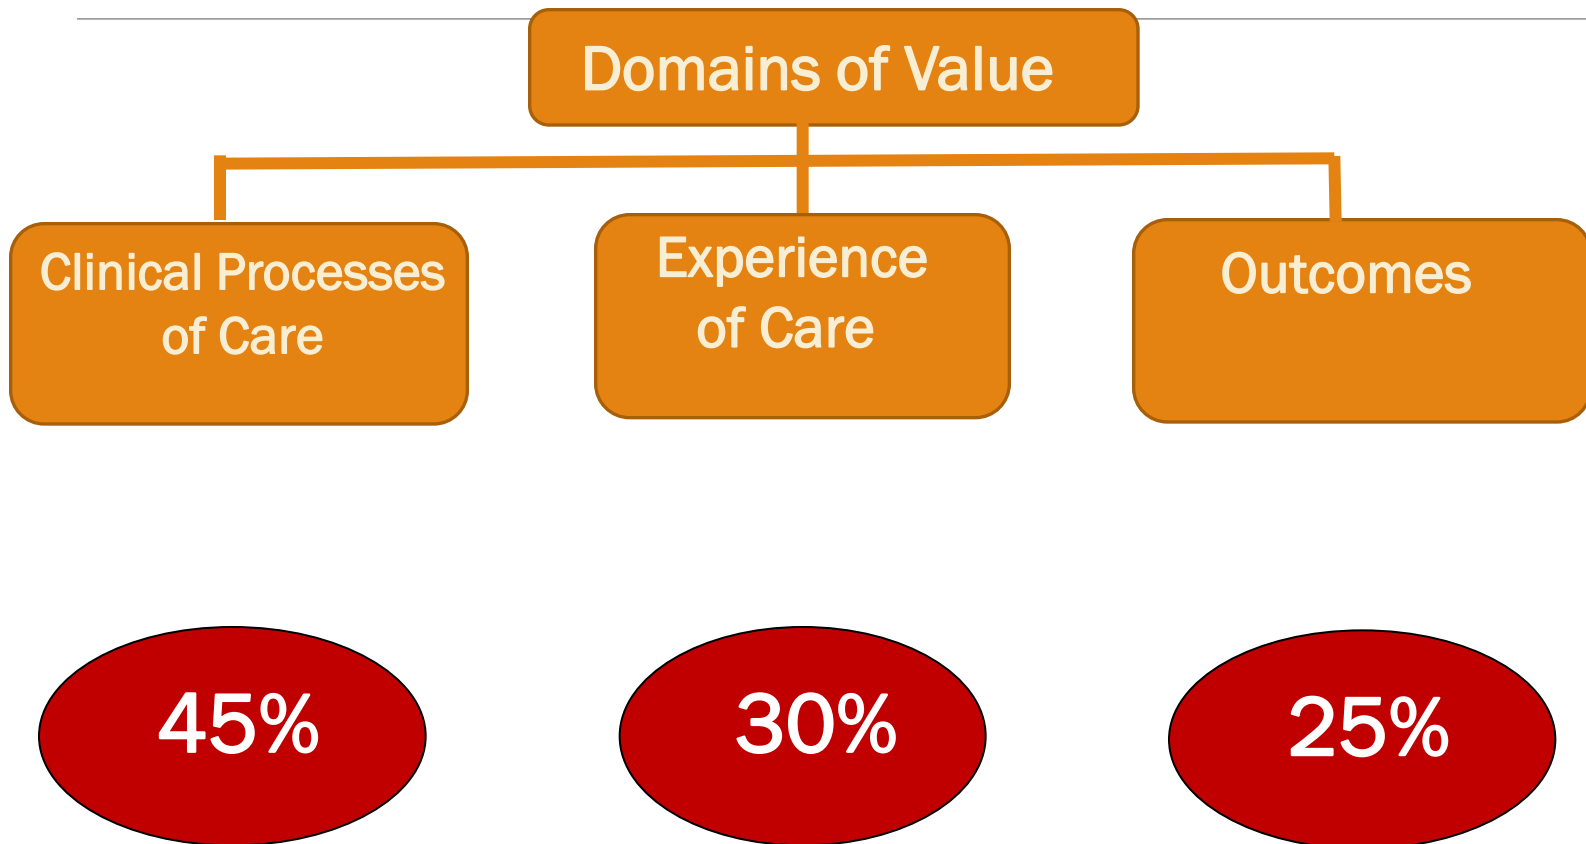 Domains of Value
Clinical Processes
of Care
Experience
of Care
Outcomes
45%
30%
25%